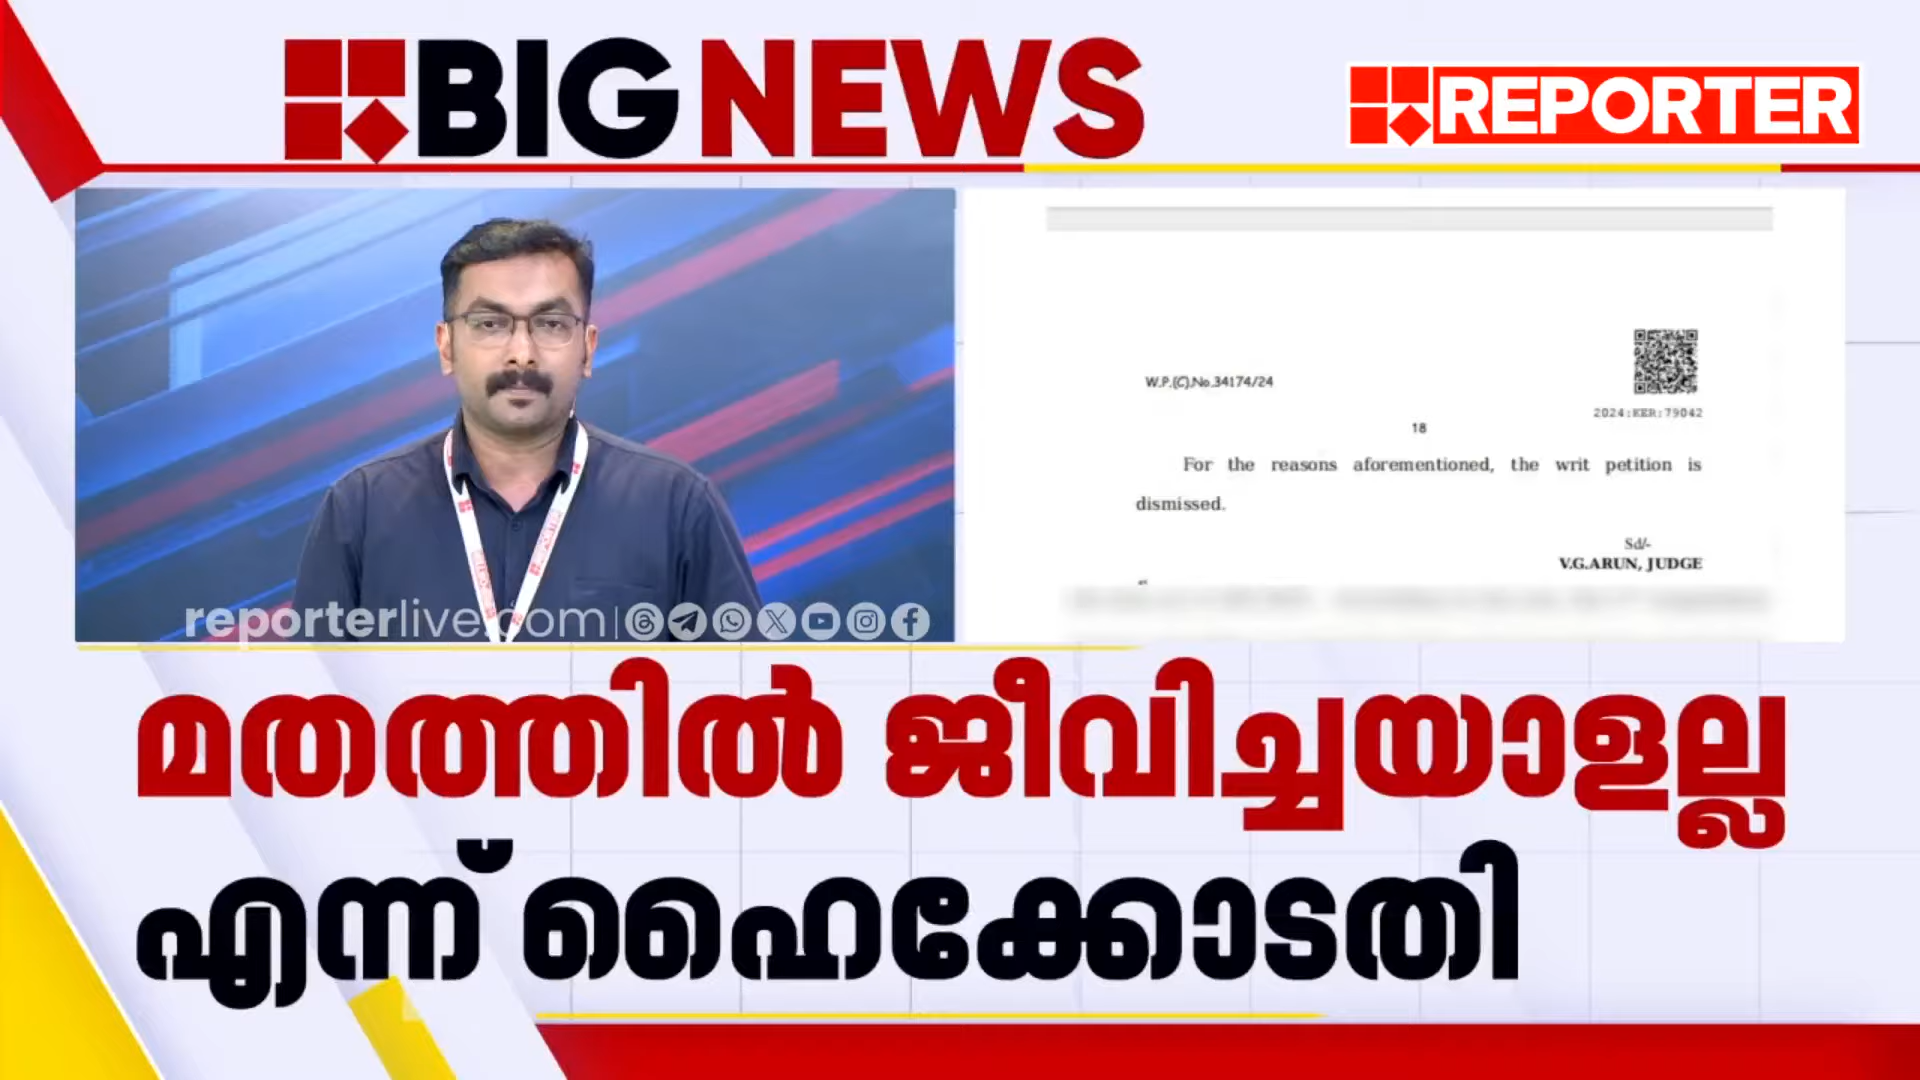 BIG NEWS
REPORTER
W.P.(C).No.34174/24
2024:KER:79042
18
For the reasons aforementioned, the writ petition is
dismissed.
Sd/-
V.G.ARUN, JUDGE
reporterlive.com
മതത്തിൽ ജീവിച്ചയാളല്ല
എന്ന് ഹൈക്കോടതി